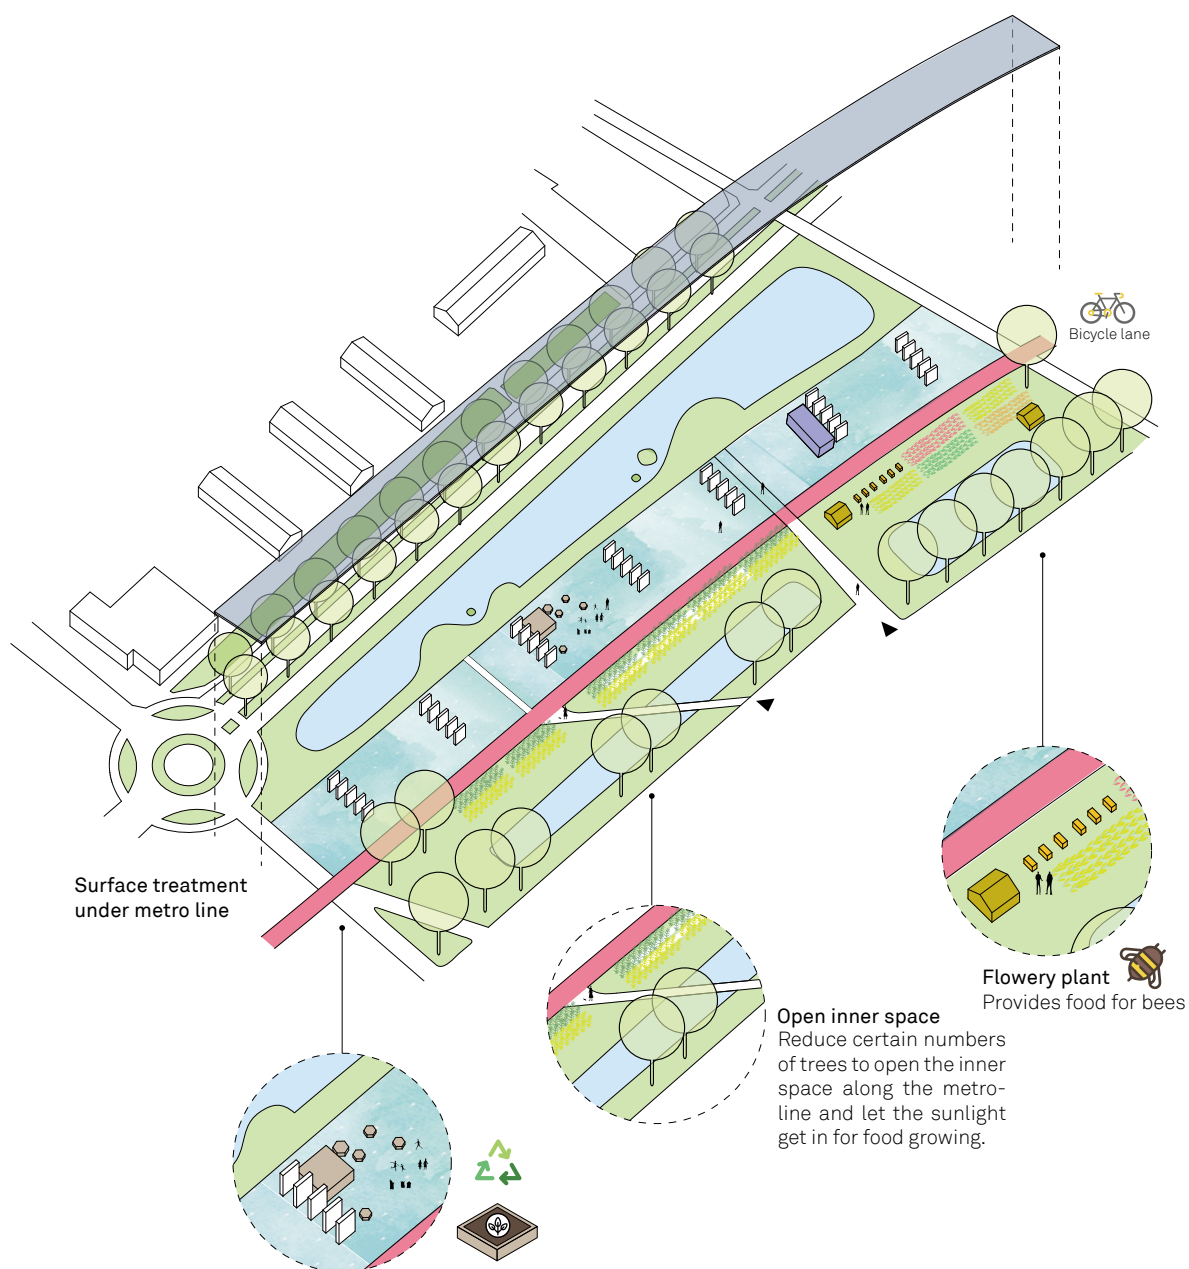 Bicycle lane
Surface treatment
under metro line
Flowery plant
Provides food for bees
Open inner space
Reduce certain numbers
of trees to open the inner
space along the metro-
line and let the sunlight
get in for food growing.